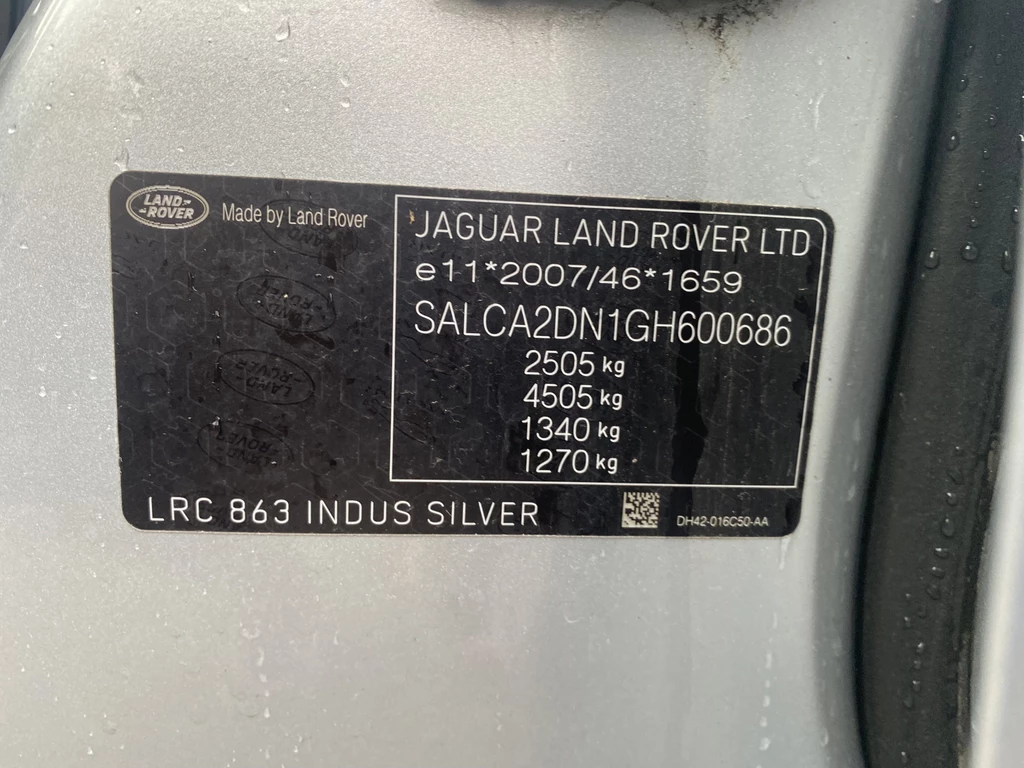 LAND-
-ROVER
Made by Land Rover
JAGUAR LAND ROVER LTD
e11*2007/46*1659
SALCA2DN1GH600686
2505 kg
4505 kg
1340 kg
1270 kg
LRC 863 INDUS SILVER
DH42-016C50-AA